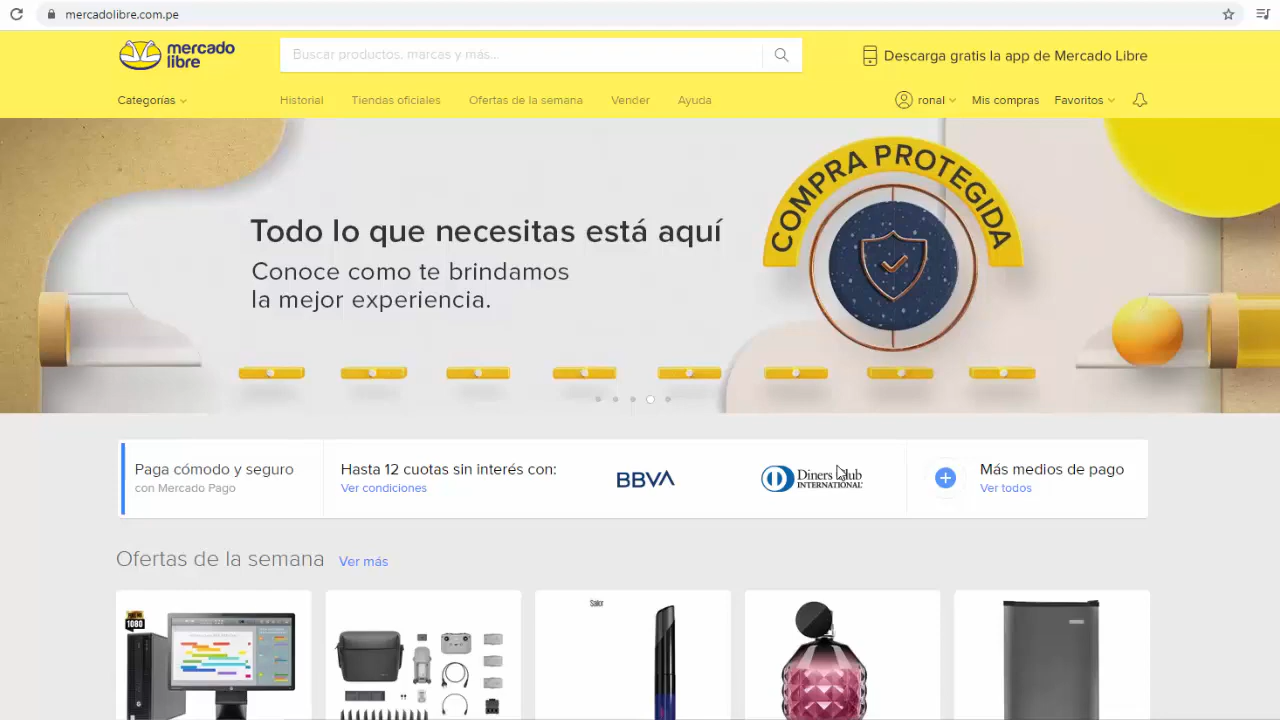 mercadolibre.com.pe
mercado
libre
Buscar productos, marcas y más...
Descarga gratis la app de Mercado Libre
Categorías
Historial
Tiendas oficiales
Ofertas de la semana
Vender
Ayuda
ronal
Mis compras
Favoritos
Todo lo que necesitas está aquí
Conoce como te brindamos
la mejor experiencia.
COMPRA PROTEGIDA
Paga cómodo y seguro
con Mercado Pago
Hasta 12 cuotas sin interés con:
Ver condiciones
BBVA
Diners Club
INTERNATIONAL
Más medios de pago
Ver todos
Ofertas de la semana
Ver más
1080